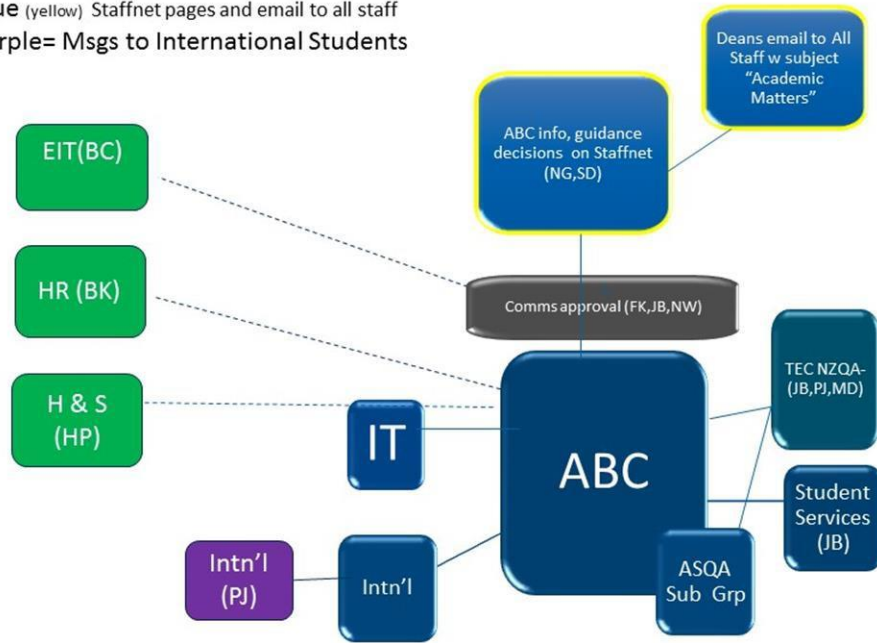 ue (yellow) Staffnet pages and email to all staff
rple= Msgs to International Students
Deans email to All
Staff w subject
“Academic
Matters”
ABC info, guidance
decisions on Staffnet
(NG,SD)
EIT(BC)
HR (BK)
Comms approval (FK,JB,NW)
TEC NZQA-
(JB,PJ,MD)
H & S
(HP)
IT
ABC
Student
Services
(JB)
Intn’l
(PJ)
Intn’l
ASQA
Sub Grp